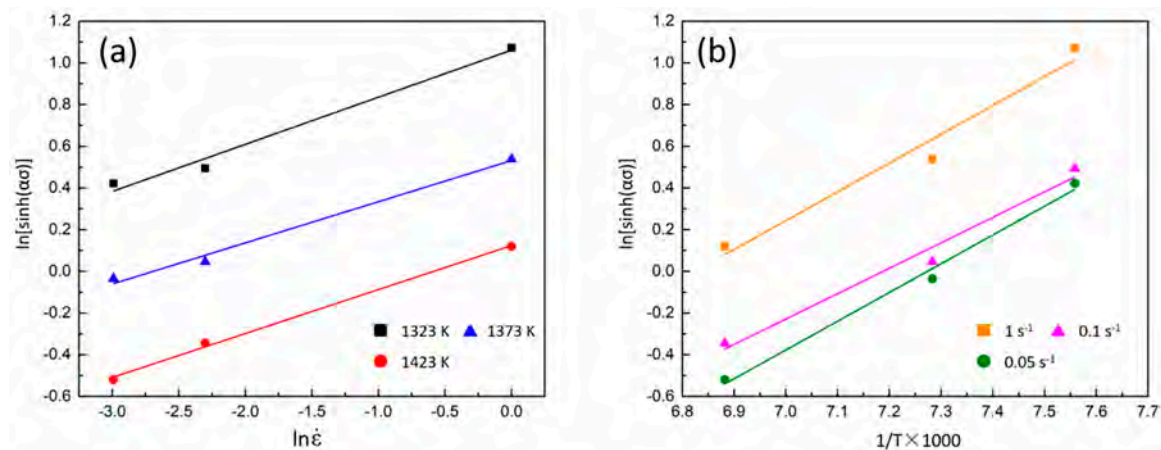 (a)
ln[sinh(ασ)]
1.2
1.0
0.8
0.6
0.4
0.2
0.0
-0.2
-0.4
-0.6
1323 K 1373 K
1423 K
-3.0 -2.5 -2.0 -1.5 -1.0 -0.5 0.0
lnε̇
(b)
ln[sinh(ασ)]
1.2
1.0
0.8
0.6
0.4
0.2
0.0
-0.2
-0.4
-0.6
1 s⁻¹ 0.1 s⁻¹
0.05 s⁻¹
6.8 6.9 7.0 7.1 7.2 7.3 7.4 7.5 7.6 7.7
1/T×1000